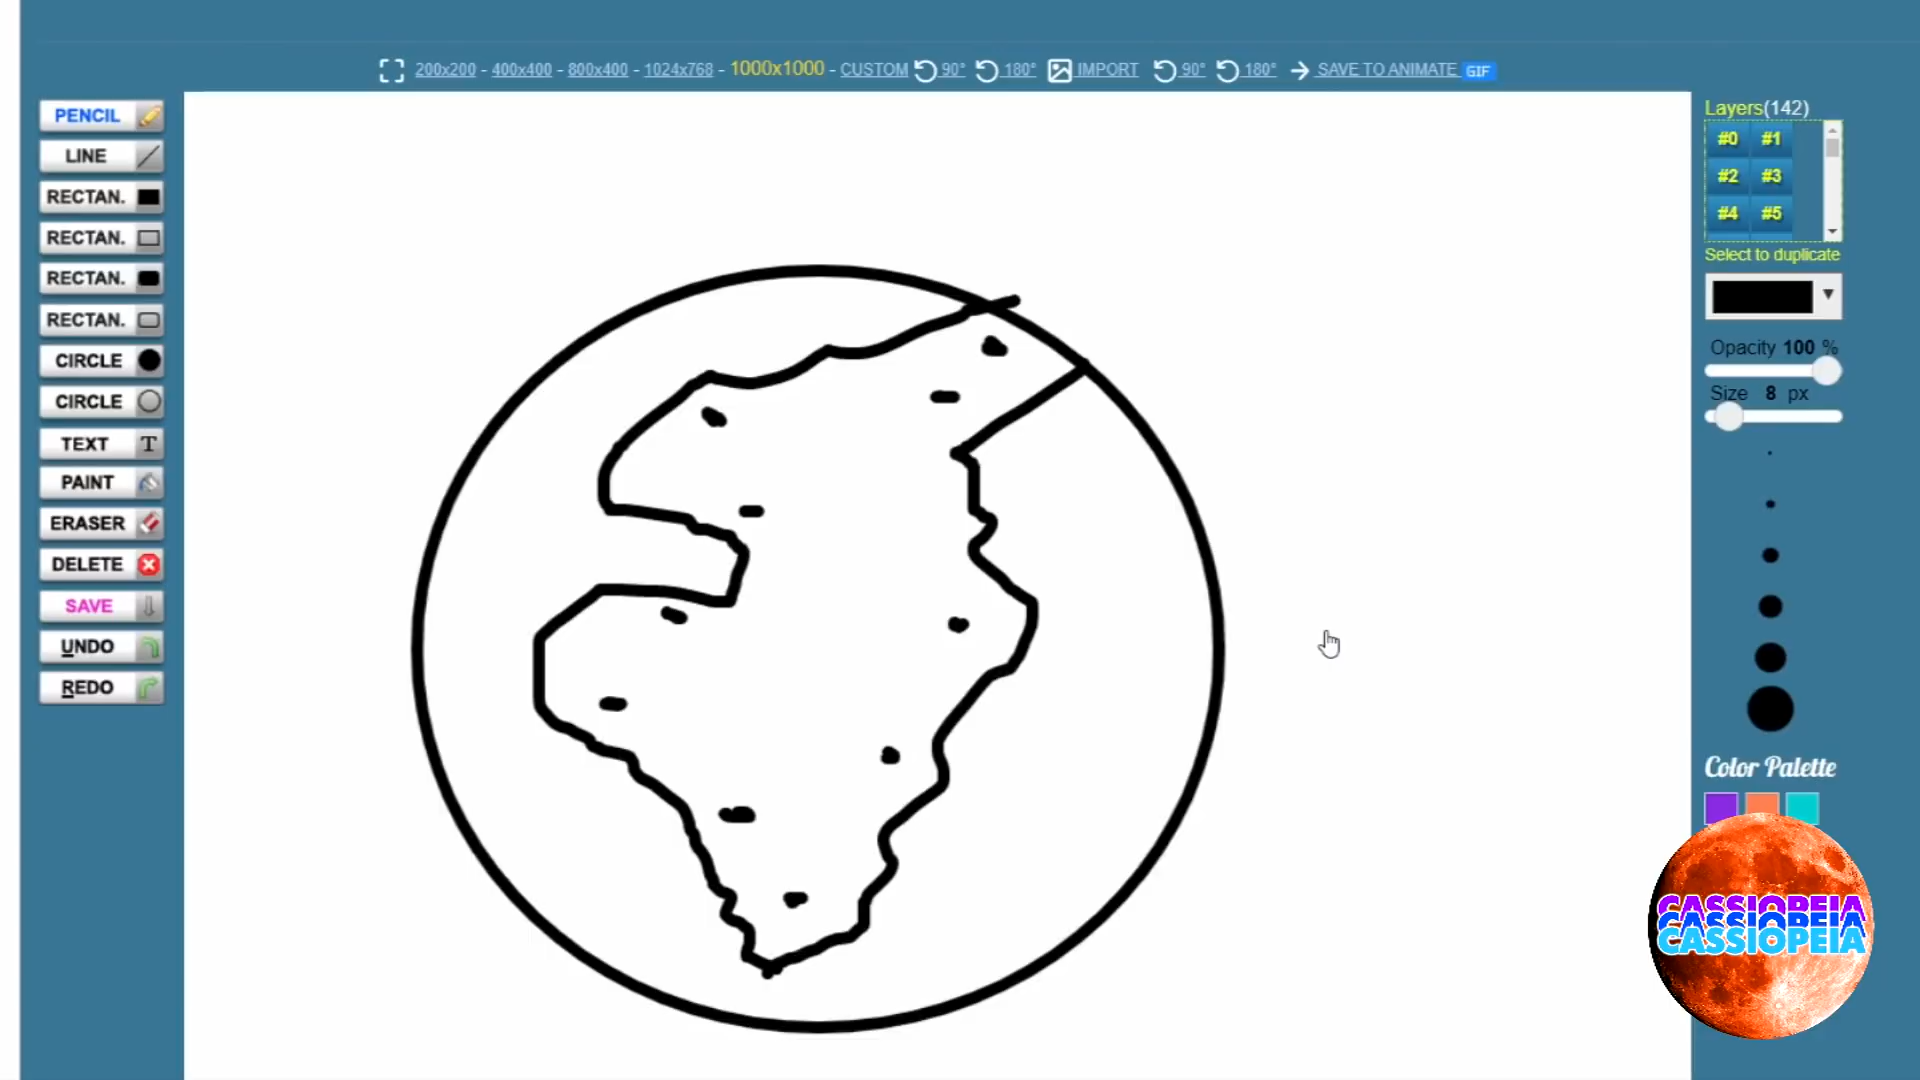 200x200 - 400x400 - 800x400 - 1024x768 - 1000x1000 - CUSTOM 90° 180° IMPORT 90° 180° SAVE TO ANIMATE GIF
PENCIL
LINE
RECTAN.
RECTAN.
RECTAN.
RECTAN.
CIRCLE
CIRCLE
TEXT T
PAINT
ERASER
DELETE
SAVE
UNDO
REDO
Layers(142)
#0 #1
#2 #3
#4 #5
Select to duplicate
Opacity 100 %
Size 8 px
Color Palette
CASSIOPEIA
CASSIOPEIA
CASSIOPEIA